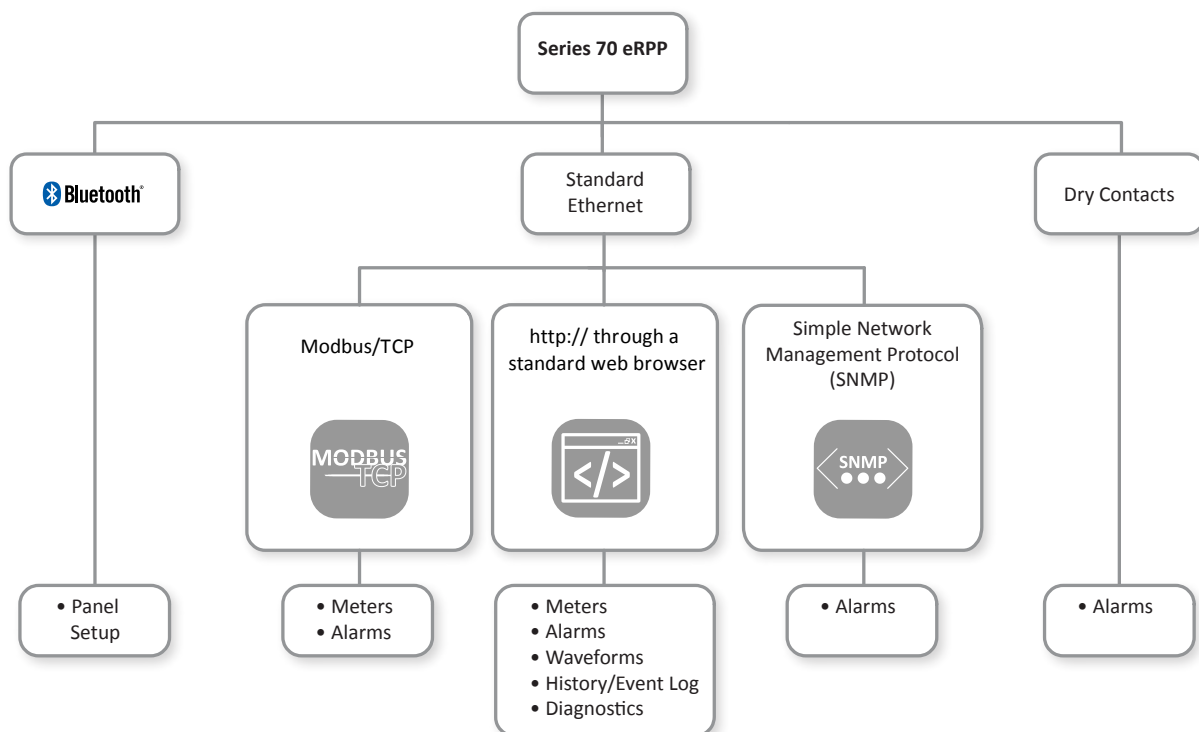 Series 70 eRPP
Bluetooth®
Standard
Ethernet
Dry Contacts
Modbus/TCP
http:// through a
standard web browser
Simple Network
Management Protocol
(SNMP)
MODBUS
TCP
</>
SNMP
• Panel
Setup
• Meters
• Alarms
• Meters
• Alarms
• Waveforms
• History/Event Log
• Diagnostics
• Alarms
• Alarms